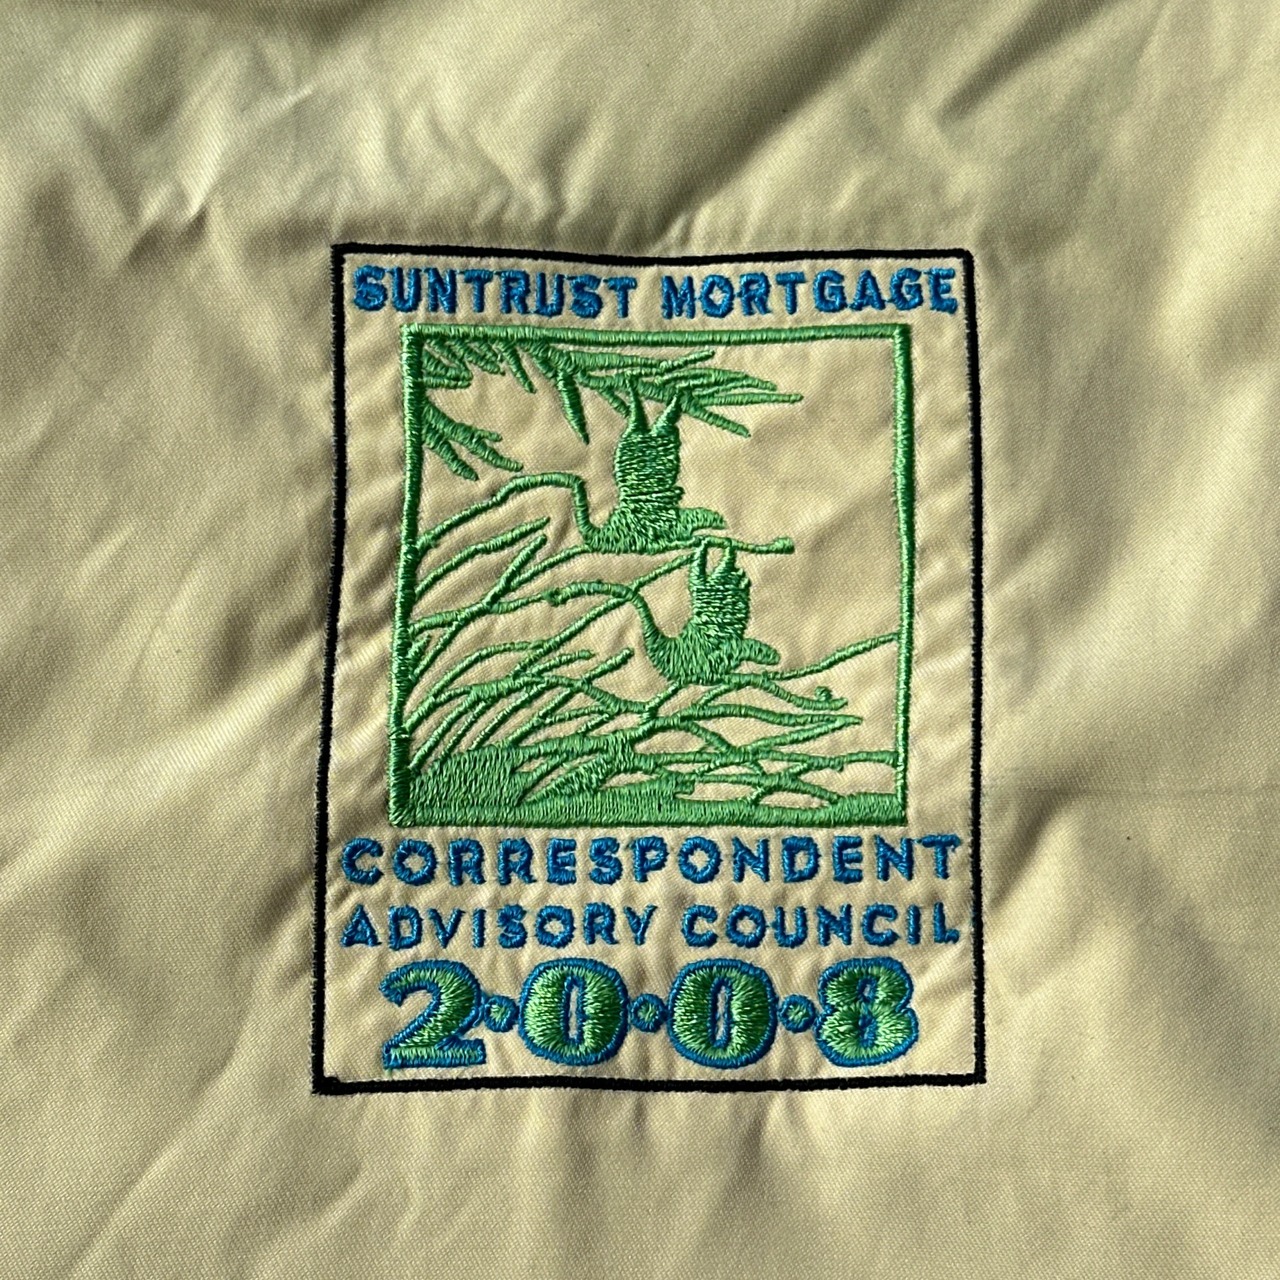 SUNTRUST MORTGAGE
CORRESPONDENT
ADVISORY COUNCIL
2·0·0·8